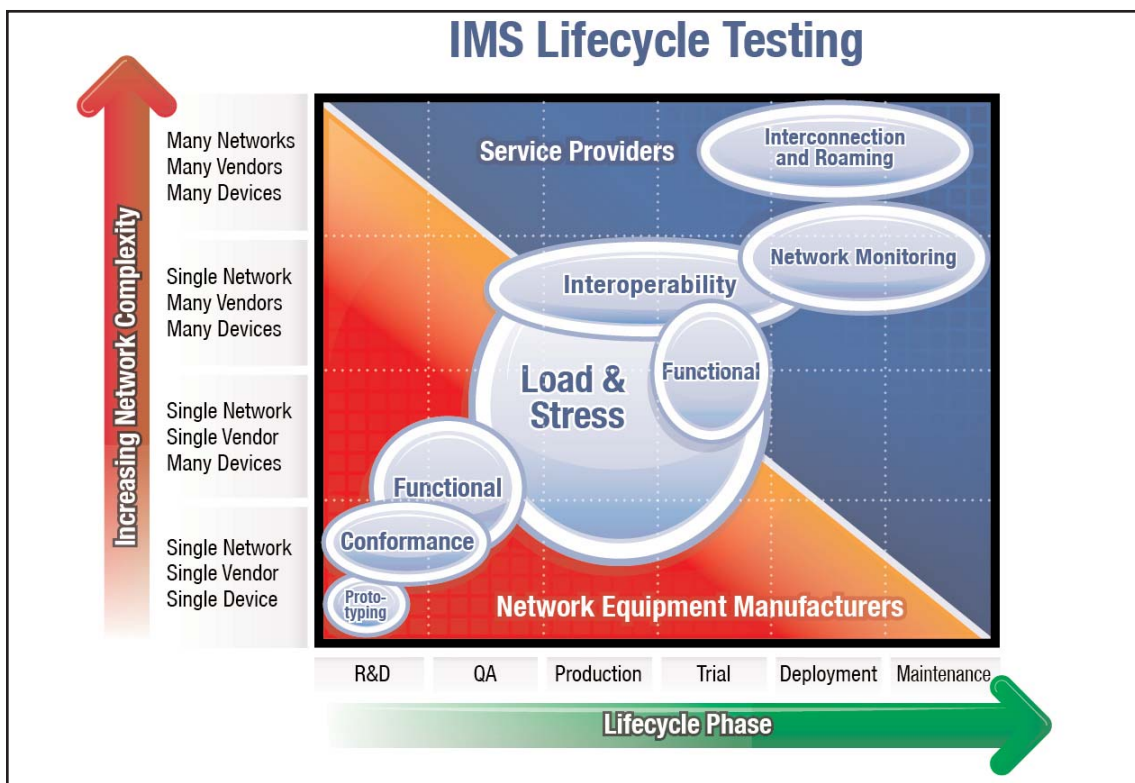 IMS Lifecycle Testing
Increasing Network Complexity
Many Networks
Many Vendors
Many Devices
Single Network
Many Vendors
Many Devices
Single Network
Single Vendor
Many Devices
Single Network
Single Vendor
Single Device
Service Providers
Interconnection
and Roaming
Network Monitoring
Interoperability
Load &
Stress
Functional
Functional
Conformance
Proto-
typing
Network Equipment Manufacturers
R&D
QA
Production
Trial
Deployment
Maintenance
Lifecycle Phase